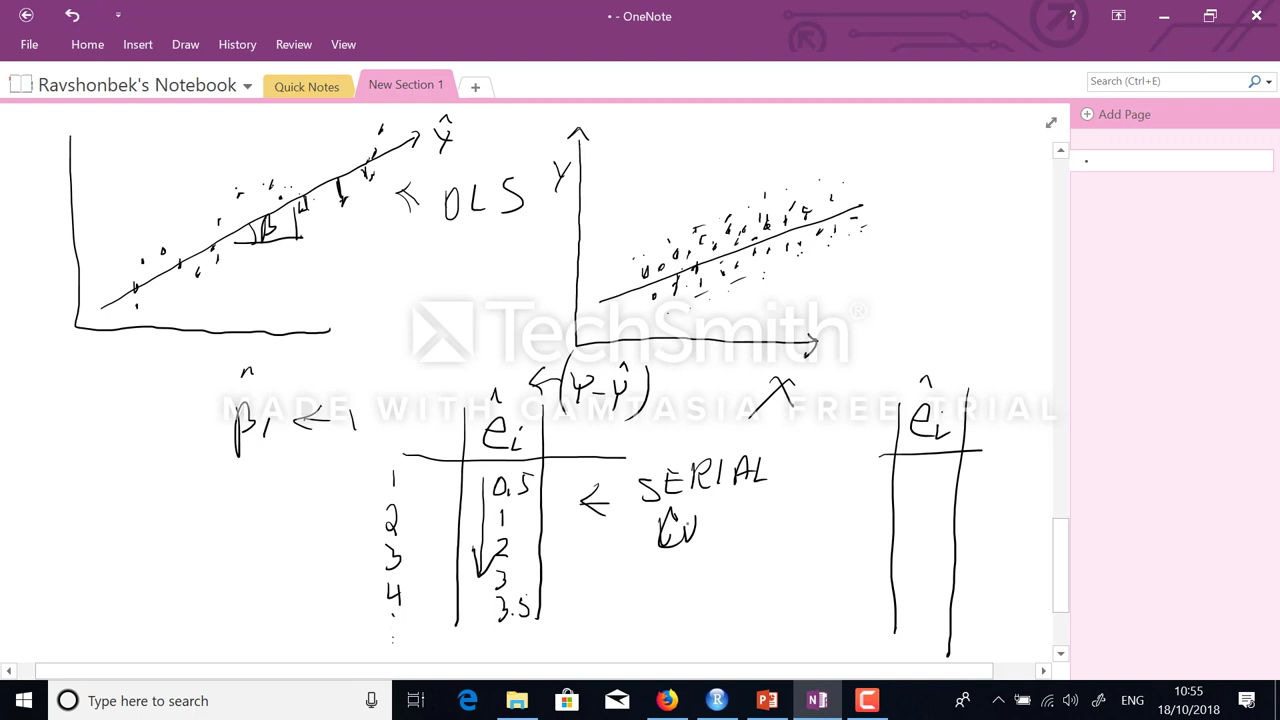 • - OneNote
?
File Home Insert Draw History Review View
Ravshonbek's Notebook Quick Notes New Section 1 +
Search (Ctrl+E)
Add Page
•
Ŷ
β
OLS
Y
X
TechSmith®
MADE WITH CAMTASIA FREE TRIAL
(Y-Ŷ)
β̂₁ ← 1
êᵢ
êᵢ
1 0.5
2 1
3 2
4 3
3.5
← SERIAL
Type here to search
ENG
10:55
18/10/2018